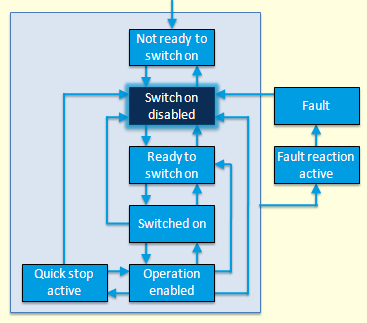 Not ready to
switch on
Switch on
disabled
Fault
Ready to
switch on
Fault reaction
active
Switched on
Quick stop
active
Operation
enabled